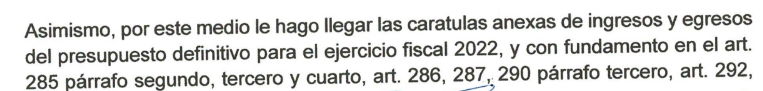 Asimismo, por este medio le hago llegar las caratulas anexas de ingresos y egresos
del presupuesto definitivo para el ejercicio fiscal 2022, y con fundamento en el art.
285 párrafo segundo, tercero y cuarto, art. 286, 287, 290 párrafo tercero, art. 292,